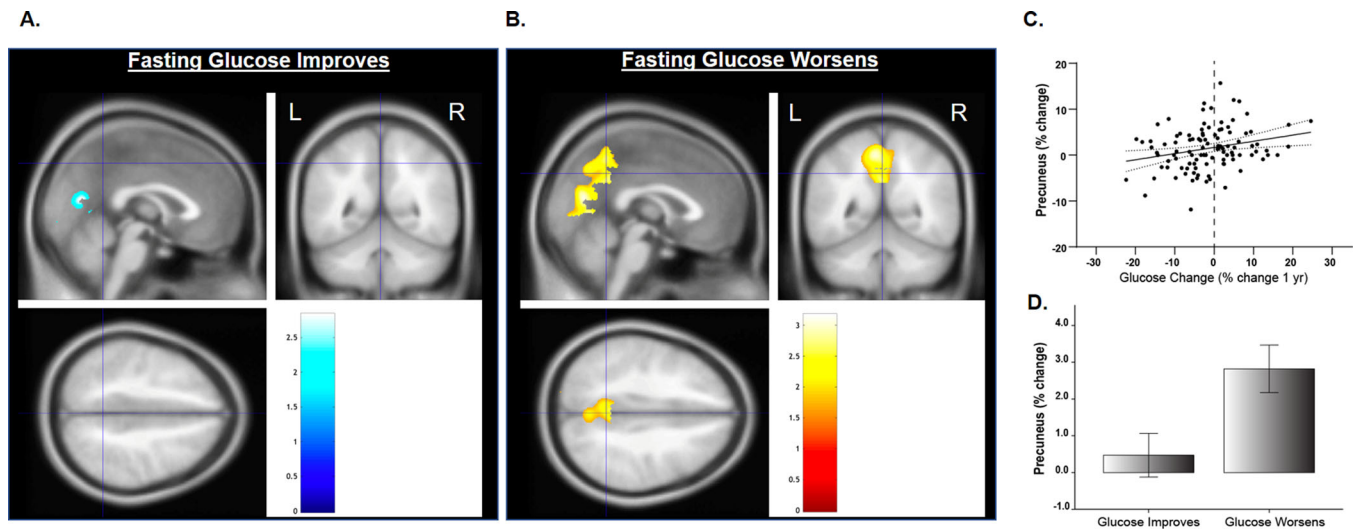 A.
B.
C.
Fasting Glucose Improves
L
R
2.5
2
1.5
1
0.5
0
Fasting Glucose Worsens
L
R
3
2.5
2
1.5
1
0.5
0
20
10
0
-10
-20
Precuneus (% change)
-30
-20
-10
0
10
20
30
Glucose Change (% change 1 yr)
D.
4.0
3.0
2.0
1.0
0.0
-1.0
Precuneus (% change)
Glucose Improves
Glucose Worsens